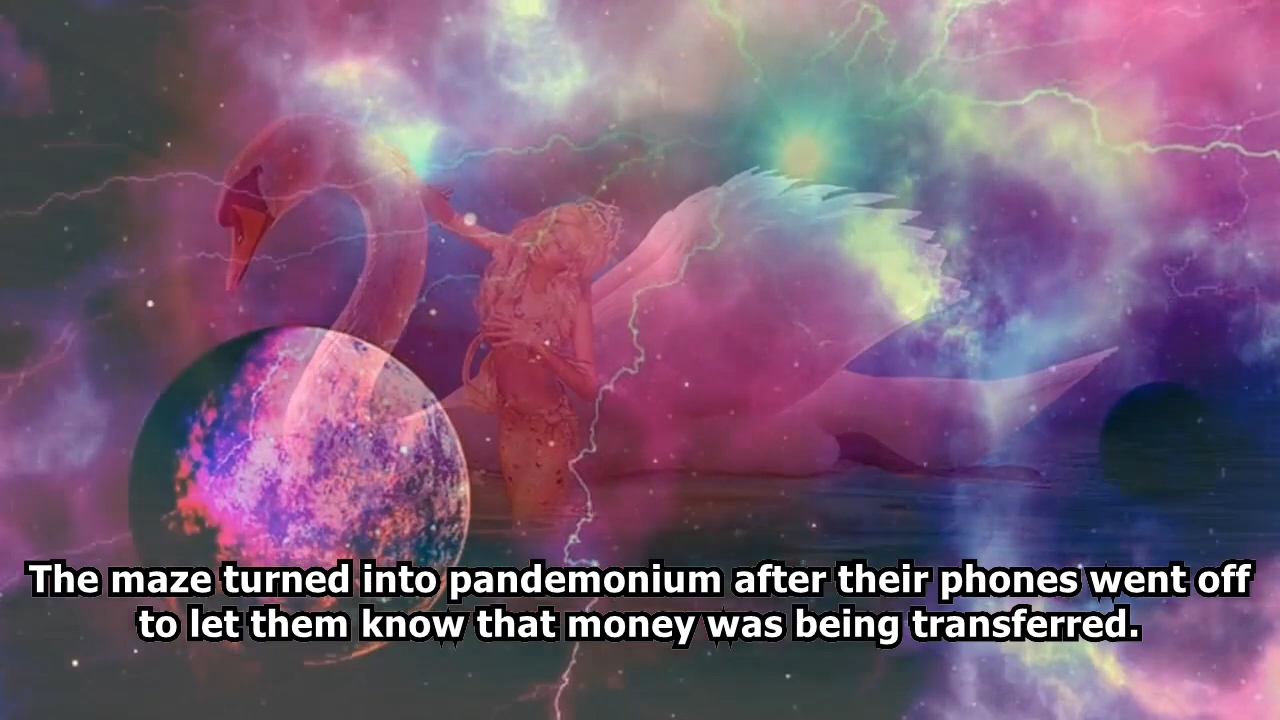 The maze turned into pandemonium after their phones went off
to let them know that money was being transferred.